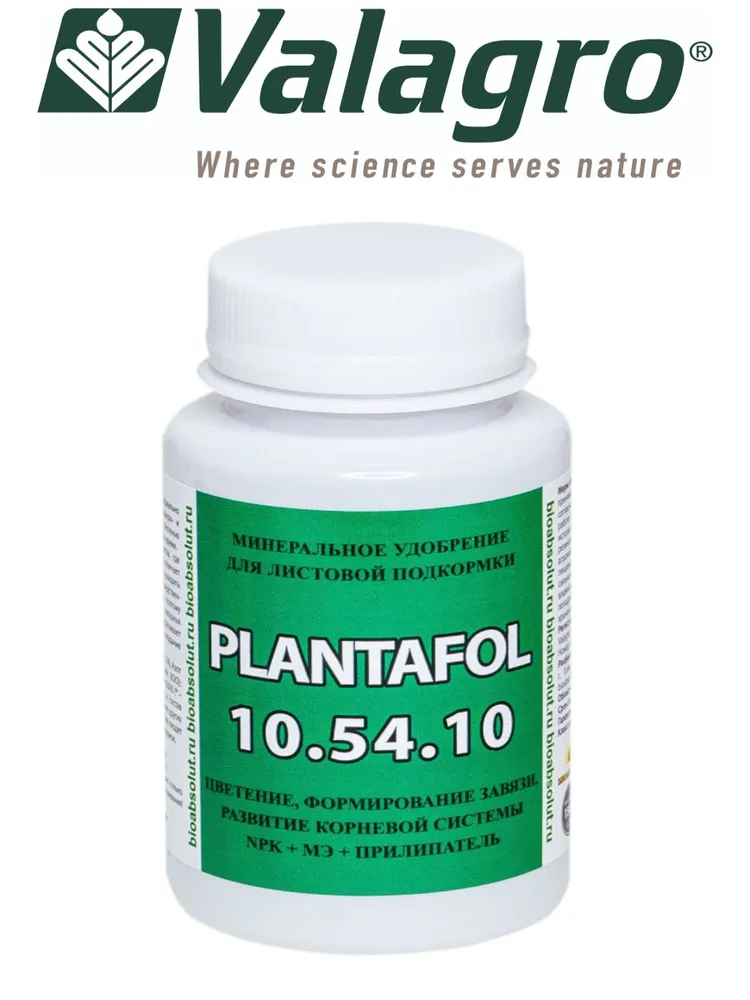 Valagro®
Where science serves nature
МИНЕРАЛЬНОЕ УДОБРЕНИЕ
ДЛЯ ЛИСТОВОЙ ПОДКОРМКИ
PLANTAFOL
10.54.10
ЦВЕТЕНИЕ, ФОРМИРОВАНИЕ ЗАВЯЗИ,
РАЗВИТИЕ КОРНЕВОЙ СИСТЕМЫ
NPK + МЭ + ПРИЛИПАТЕЛЬ
bioabsolut.ru bioabsolut.ru bioabsolut.ru
bioabsolut.ru bioabsolut.ru bioabsolut.ru